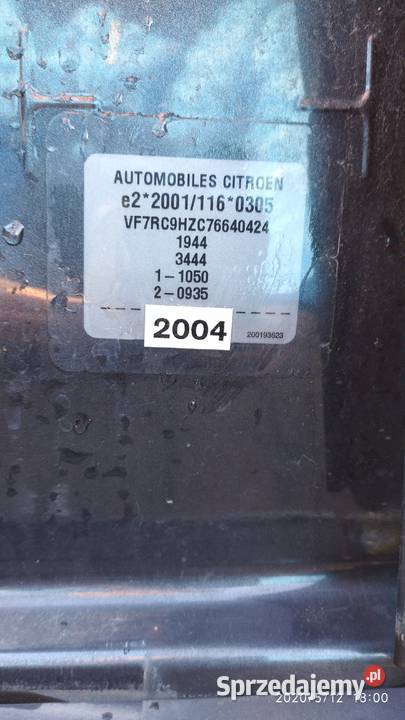 AUTOMOBILES CITROEN
e2*2001/116*0305
VF7RC9HZC76640424
1944
3444
1-1050
2-0935
2004
200193623
Sprzedajemy.pl
2020/5/12 13:00